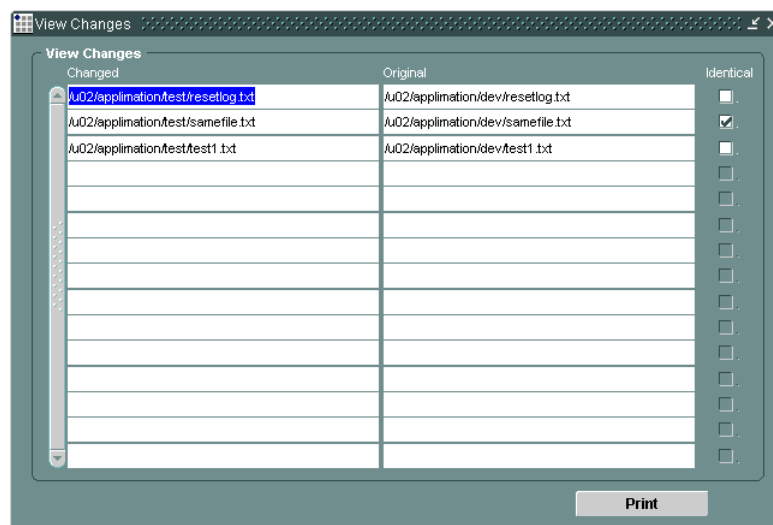 View Changes
View Changes
Changed Original Identical
/u02/applimation/test/resetlog.txt /u02/applimation/dev/resetlog.txt
/u02/applimation/test/samefile.txt /u02/applimation/dev/samefile.txt
/u02/applimation/test/test1.txt /u02/applimation/dev/test1.txt
Print